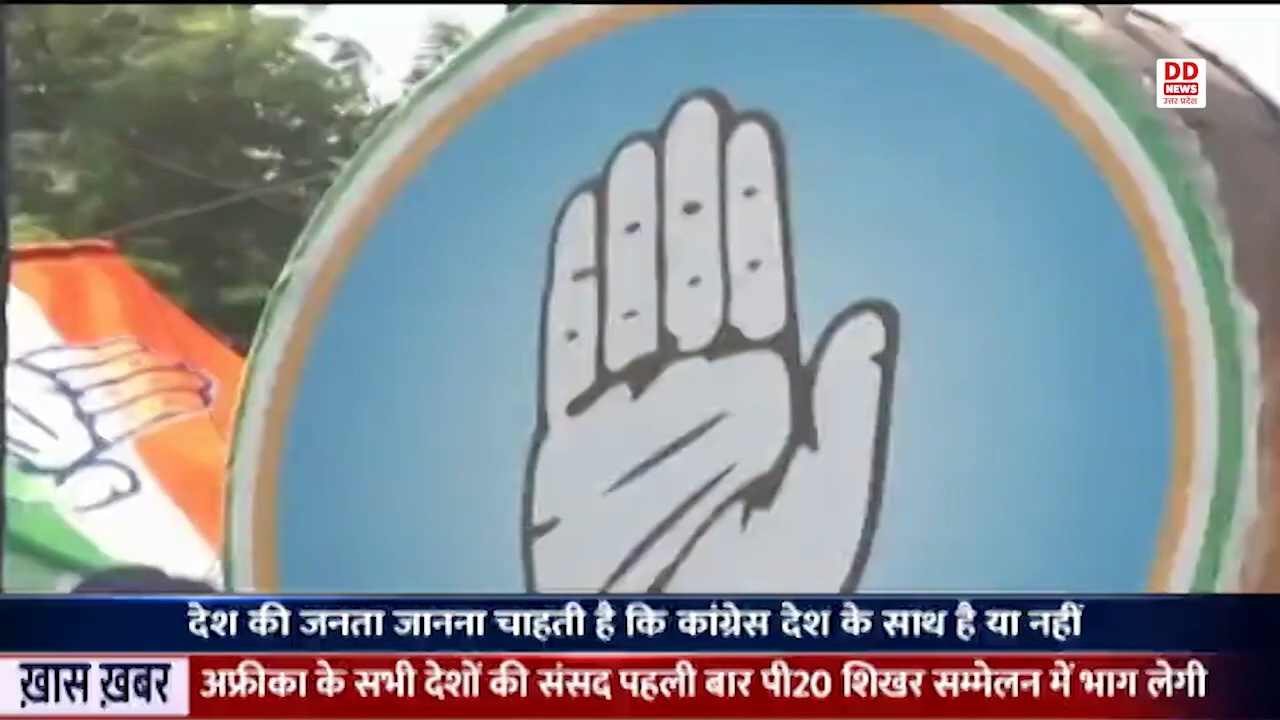 DD
NEWS
उत्तर प्रदेश
देश की जनता जानना चाहती है कि कांग्रेस देश के साथ है या नहीं
ख़ास ख़बर
अफ्रीका के सभी देशों की संसद पहली बार पी20 शिखर सम्मेलन में भाग लेगी